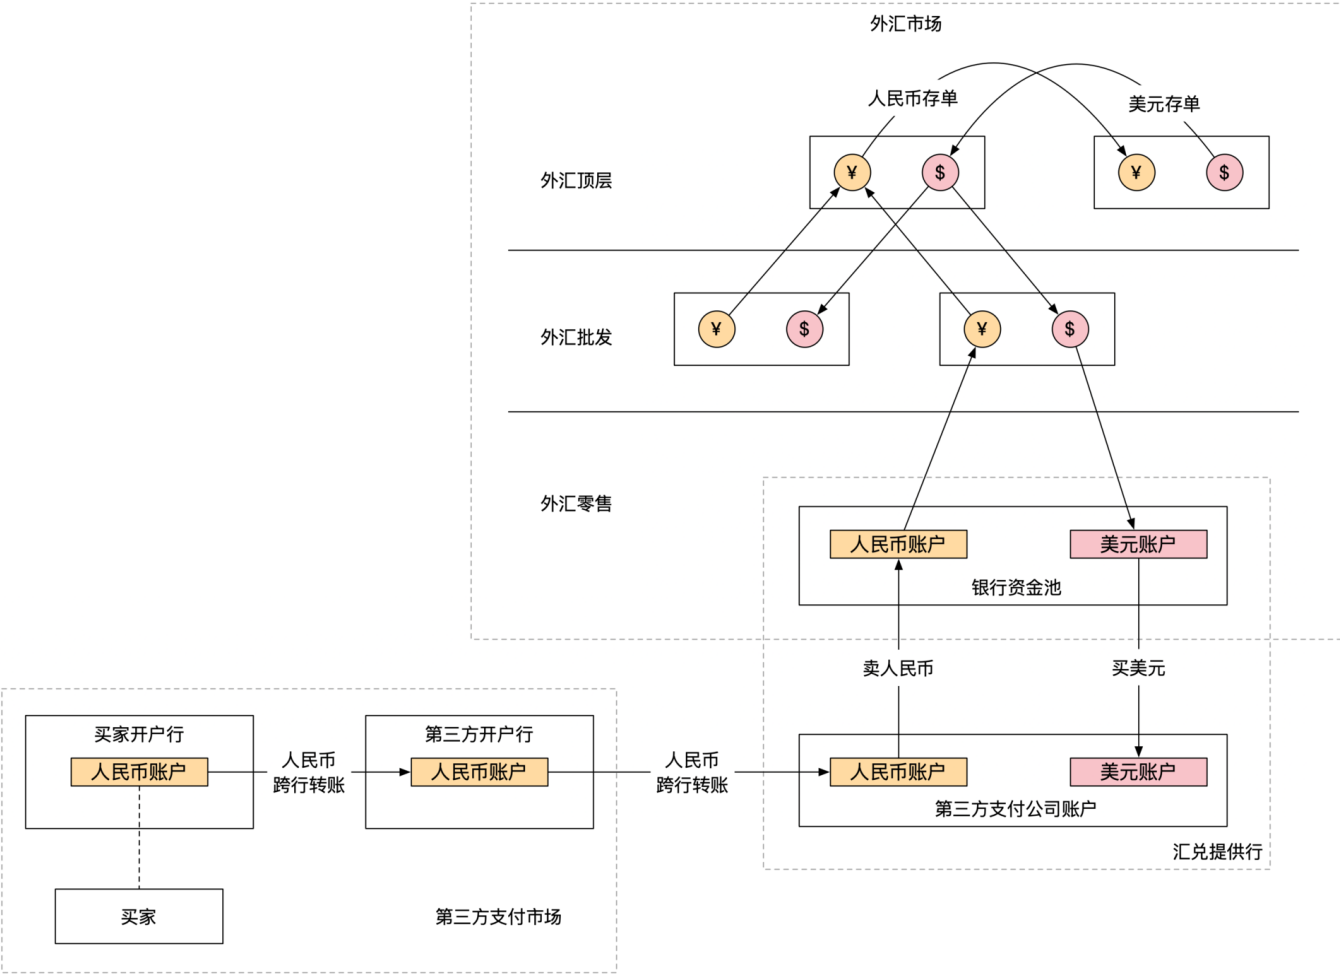 外汇市场
人民币存单
美元存单
外汇顶层
¥
$
¥
$
外汇批发
¥
$
¥
$
外汇零售
人民币账户
美元账户
银行资金池
卖人民币
买美元
买家开户行
人民币账户
人民币
跨行转账
第三方开户行
人民币账户
人民币
跨行转账
人民币账户
美元账户
第三方支付公司账户
汇兑提供行
买家
第三方支付市场